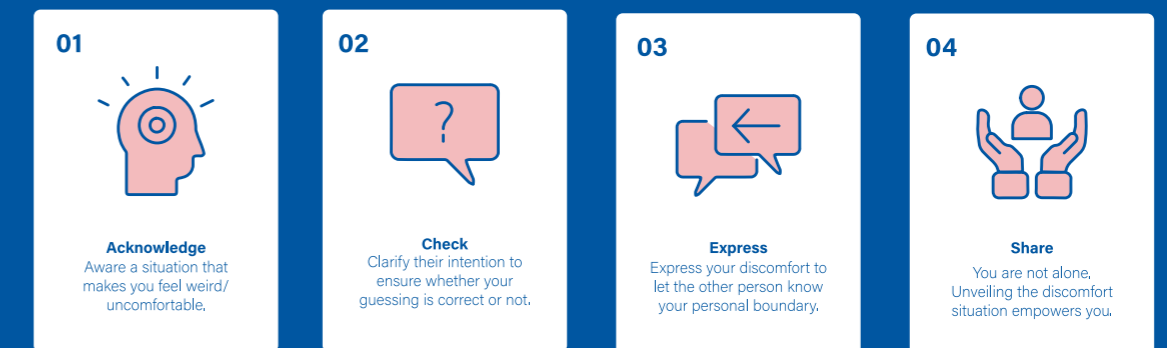 01
Acknowledge
Aware a situation that
makes you feel weird/
uncomfortable.
02
?
Check
Clarify their intention to
ensure whether your
guessing is correct or not.
03
Express
Express your discomfort to
let the other person know
your personal boundary.
04
Share
You are not alone.
Unveiling the discomfort
situation empowers you.